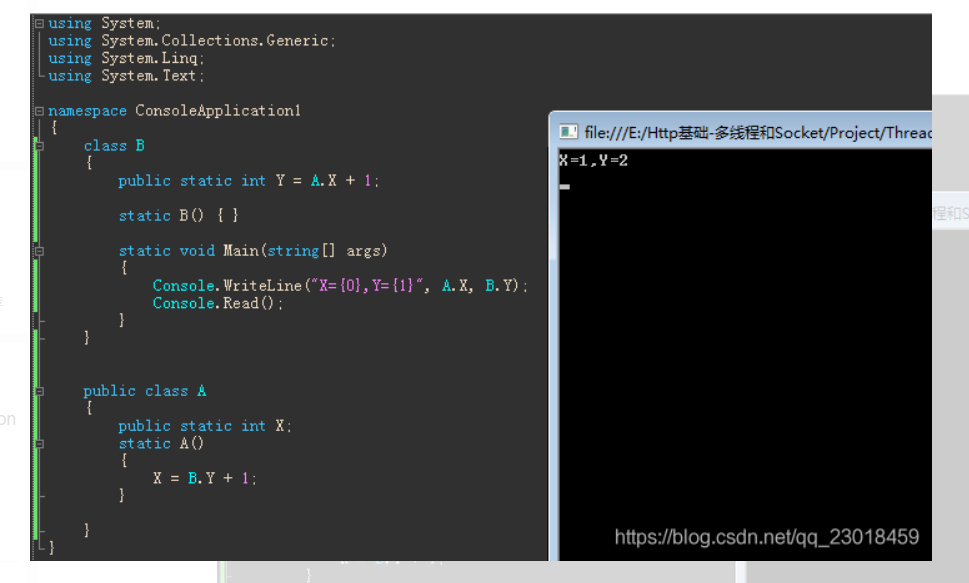 using System;
using System.Collections.Generic;
using System.Linq;
using System.Text;
namespace ConsoleApplication1
{
class B
{
public static int Y = A.X + 1;
static B() { }
static void Main(string[] args)
{
Console.WriteLine("X={0},Y={1}", A.X, B.Y);
Console.Read();
}
}
public class A
{
public static int X;
static A()
{
X = B.Y + 1;
}
}
}
file:///E:/Http基础-多线程和Socket/Project/Threa
X=1,Y=2
程和S
on
https://blog.csdn.net/qq_23018459